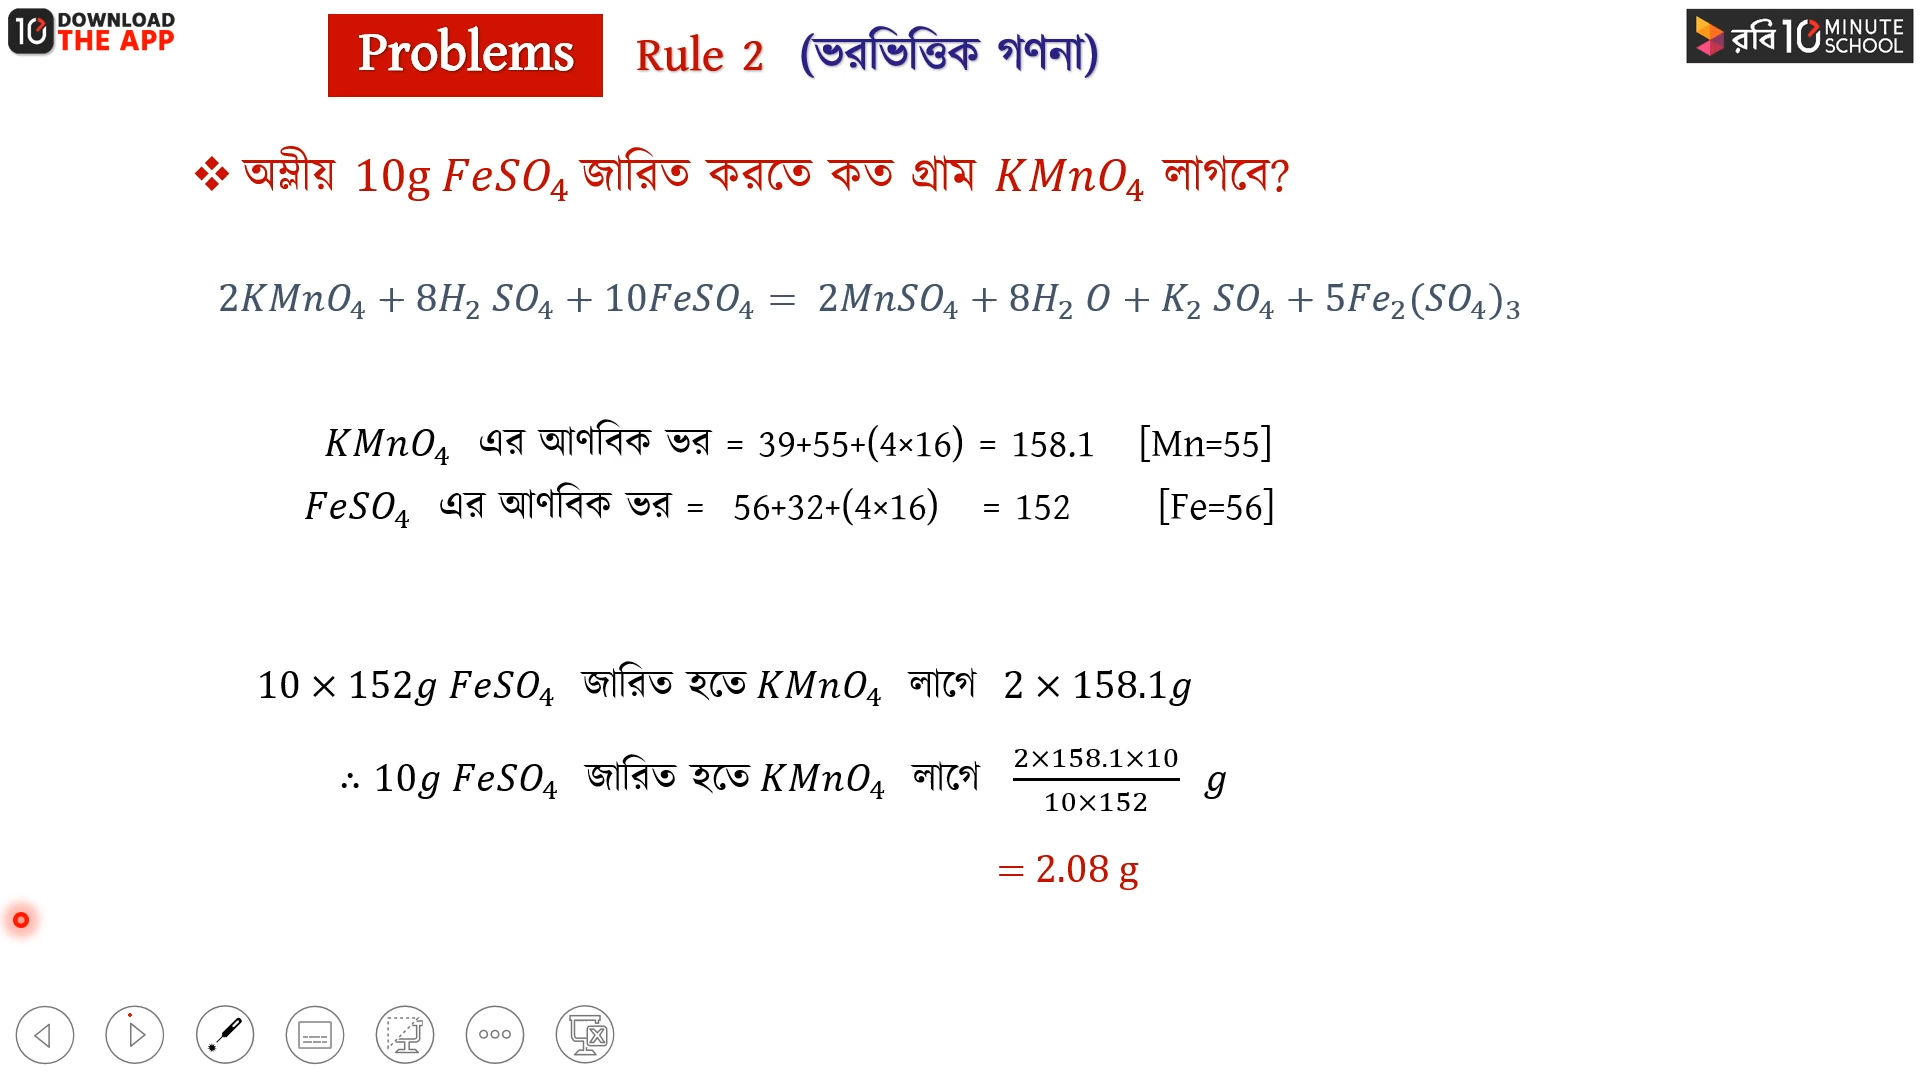 10 DOWNLOAD THE APP
Problems Rule 2 (ভরভিত্তিক গণনা)
রবি 10 MINUTE SCHOOL
❖ অম্লীয় 10g FeSO₄ জারিত করতে কত গ্রাম KMnO₄ লাগবে?
2KMnO₄ + 8H₂ SO₄ + 10FeSO₄ = 2MnSO₄ + 8H₂ O + K₂ SO₄ + 5Fe₂(SO₄)₃
KMnO₄ এর আণবিক ভর = 39+55+(4×16) = 158.1 [Mn=55]
FeSO₄ এর আণবিক ভর = 56+32+(4×16) = 152 [Fe=56]
10 × 152g FeSO₄ জারিত হতে KMnO₄ লাগে 2 × 158.1g
∴ 10g FeSO₄ জারিত হতে KMnO₄ লাগে 2×158.1×10/10×152 g
= 2.08 g